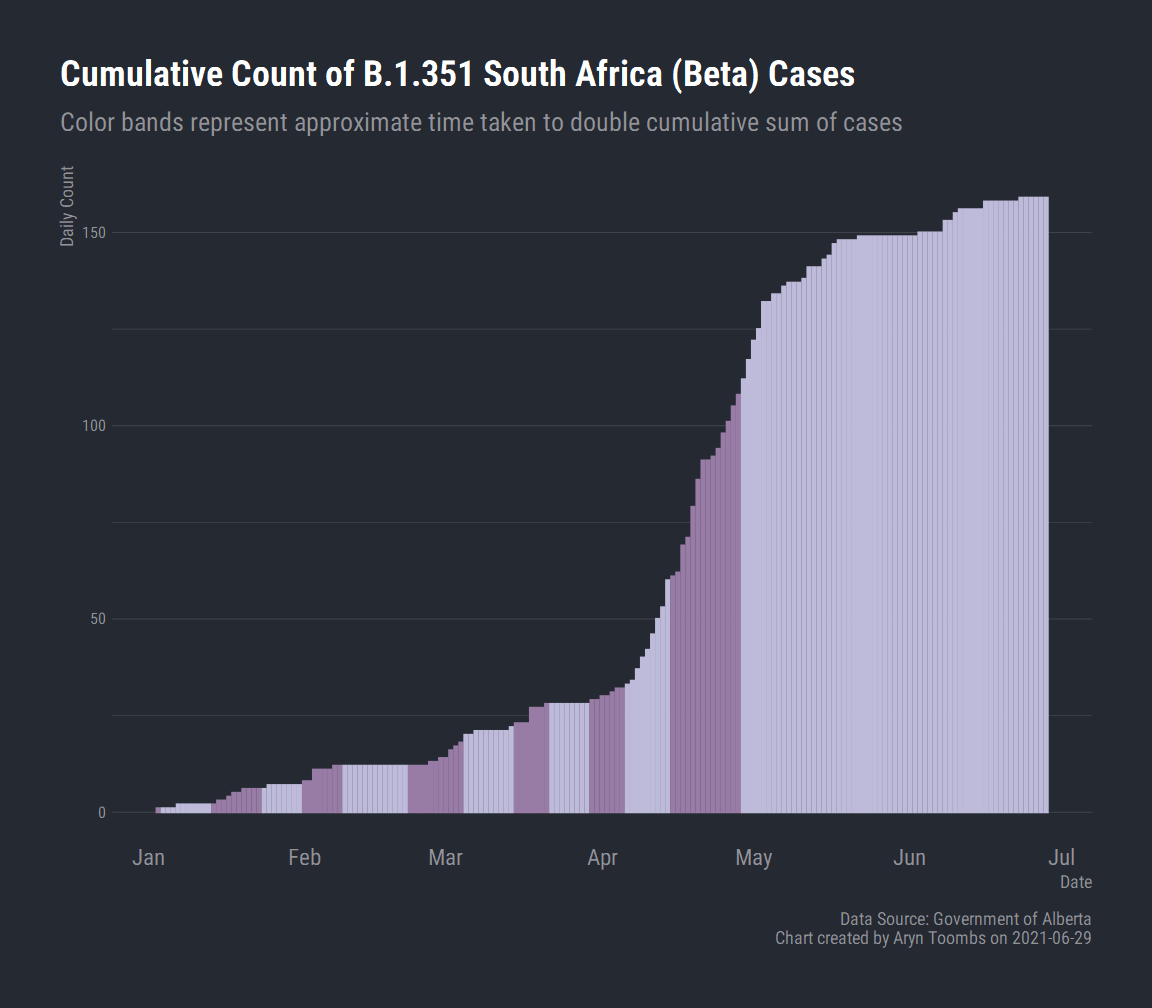 Cumulative Count of B.1.351 South Africa (Beta) Cases
Color bands represent approximate time taken to double cumulative sum of cases
Daily Count
150
100
50
0
Jan Feb Mar Apr May Jun Jul
Date
Data Source: Government of Alberta
Chart created by Aryn Toombs on 2021-06-29